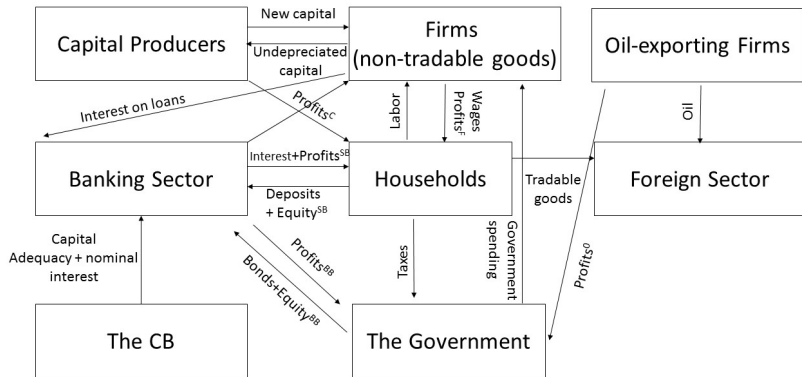 New capital
Capital Producers
Firms
(non-tradable goods)
Oil-exporting Firms
Undepreciated
capital
Interest on loans
Profits^C
Labor
Wages
Profits^F
Oil
Interest+Profits^SB
Banking Sector
Households
Foreign Sector
Deposits
+ Equity^SB
Tradable
goods
Capital
Adequacy + nominal
interest
Profits^BB
Bonds+Equity^BB
Taxes
Government
spending
Profits^0
The CB
The Government